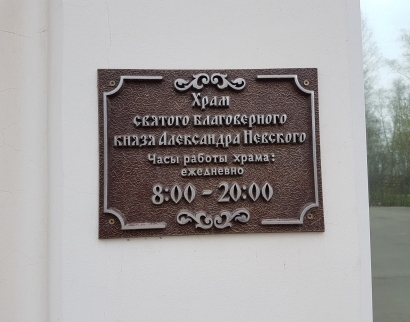 Храм
святого благоверного
князя Александра Невского
Часы работы храма:
ежедневно
8:00 - 20:00